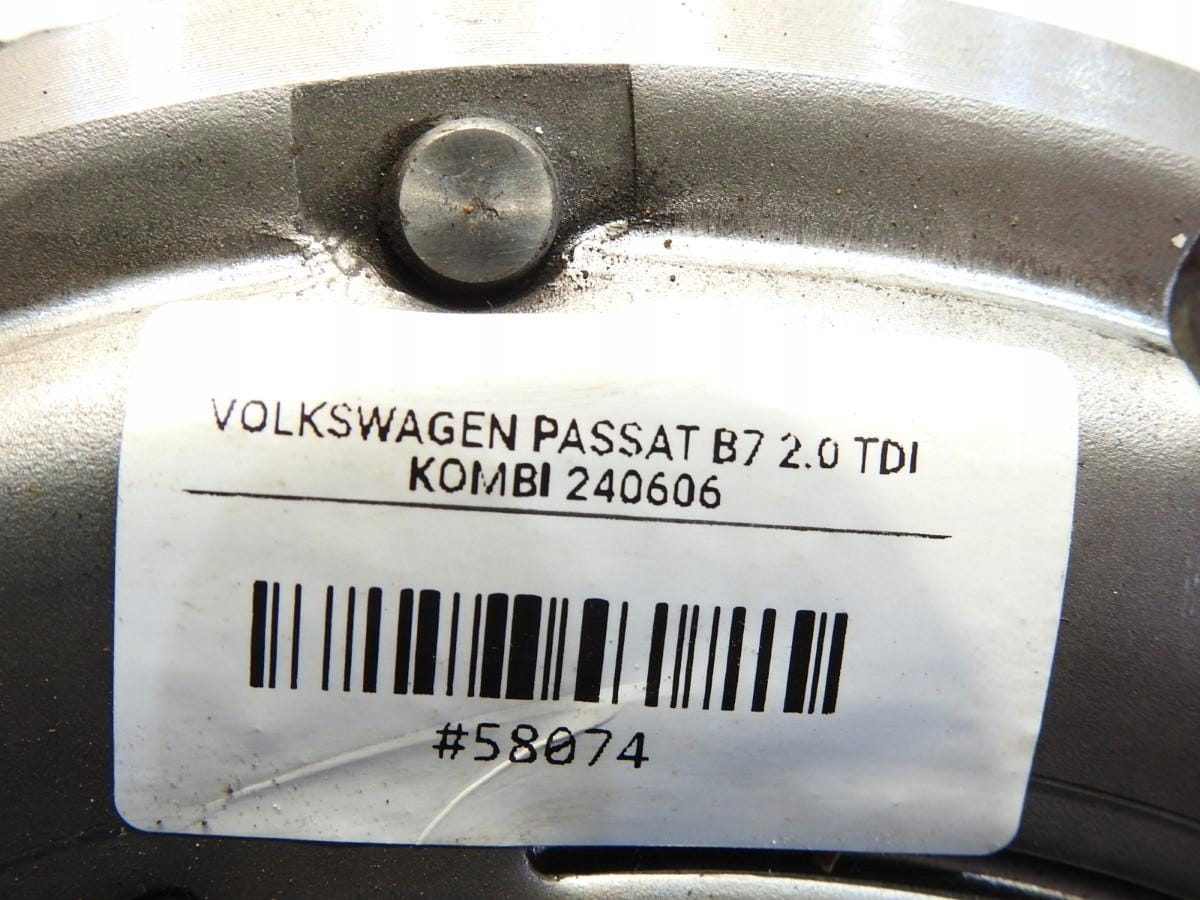 VOLKSWAGEN PASSAT B7 2.0 TDI
KOMBI 240606
#58074